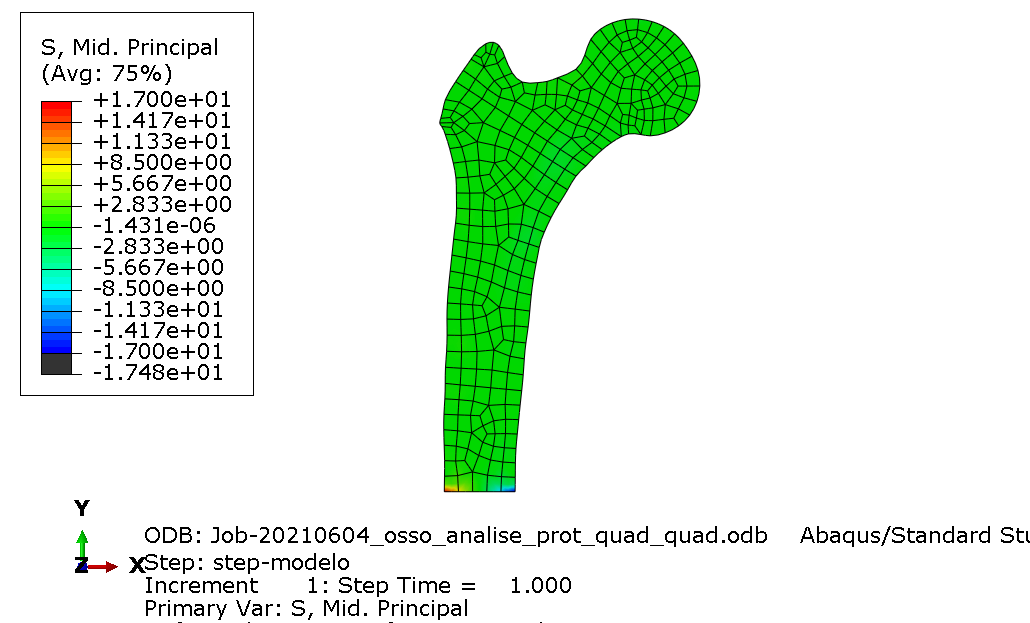 S, Mid. Principal
(Avg: 75%)
+1.700e+01
+1.417e+01
+1.133e+01
+8.500e+00
+5.667e+00
+2.833e+00
-1.431e-06
-2.833e+00
-5.667e+00
-8.500e+00
-1.133e+01
-1.417e+01
-1.700e+01
-1.748e+01
Y
Z X
ODB: Job-20210604_osso_analise_prot_quad_quad.odb Abaqus/Standard Stu
Step: step-modelo
Increment 1: Step Time = 1.000
Primary Var: S, Mid. Principal